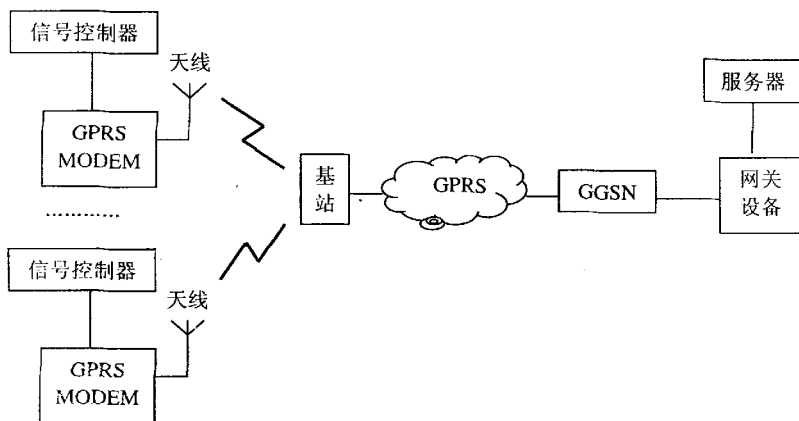 信号控制器
天线
GPRS
MODEM
............
信号控制器
天线
GPRS
MODEM
基
站
GPRS
GGSN
服务器
网关
设备